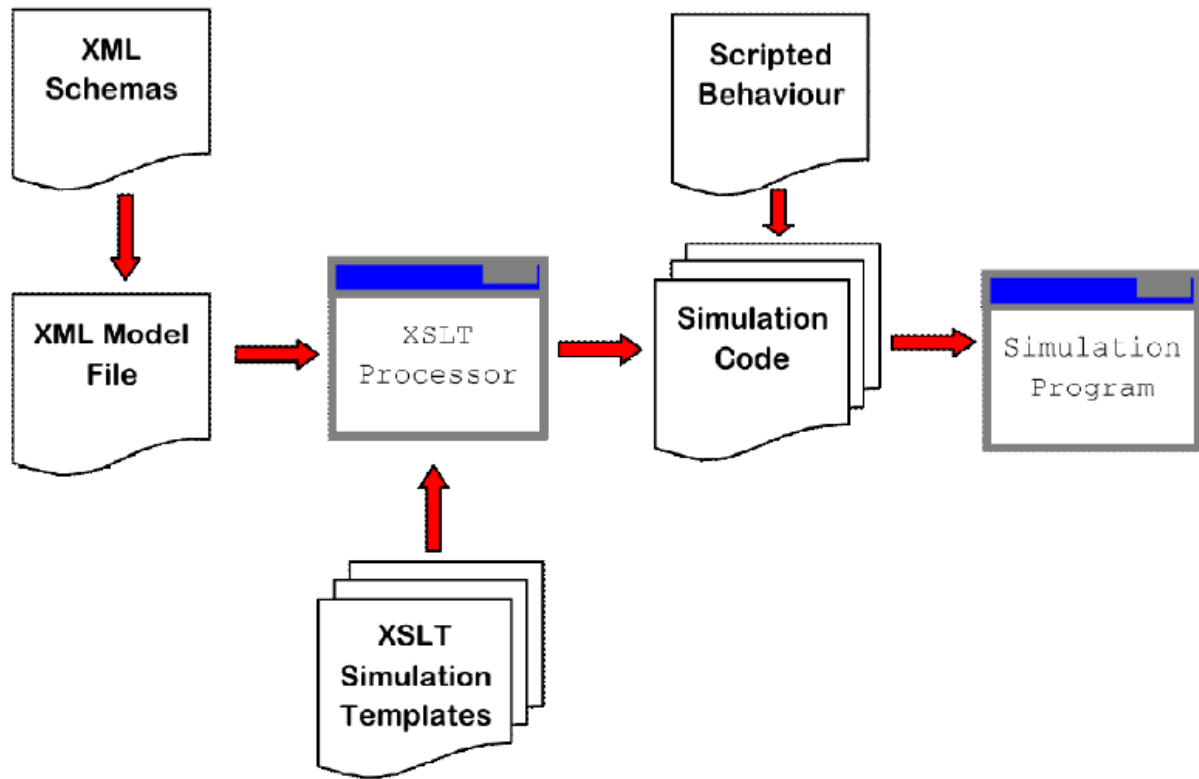 XML
Schemas
Scripted
Behaviour
XML Model
File
XSLT
Processor
Simulation
Code
Simulation
Program
XSLT
Simulation
Templates